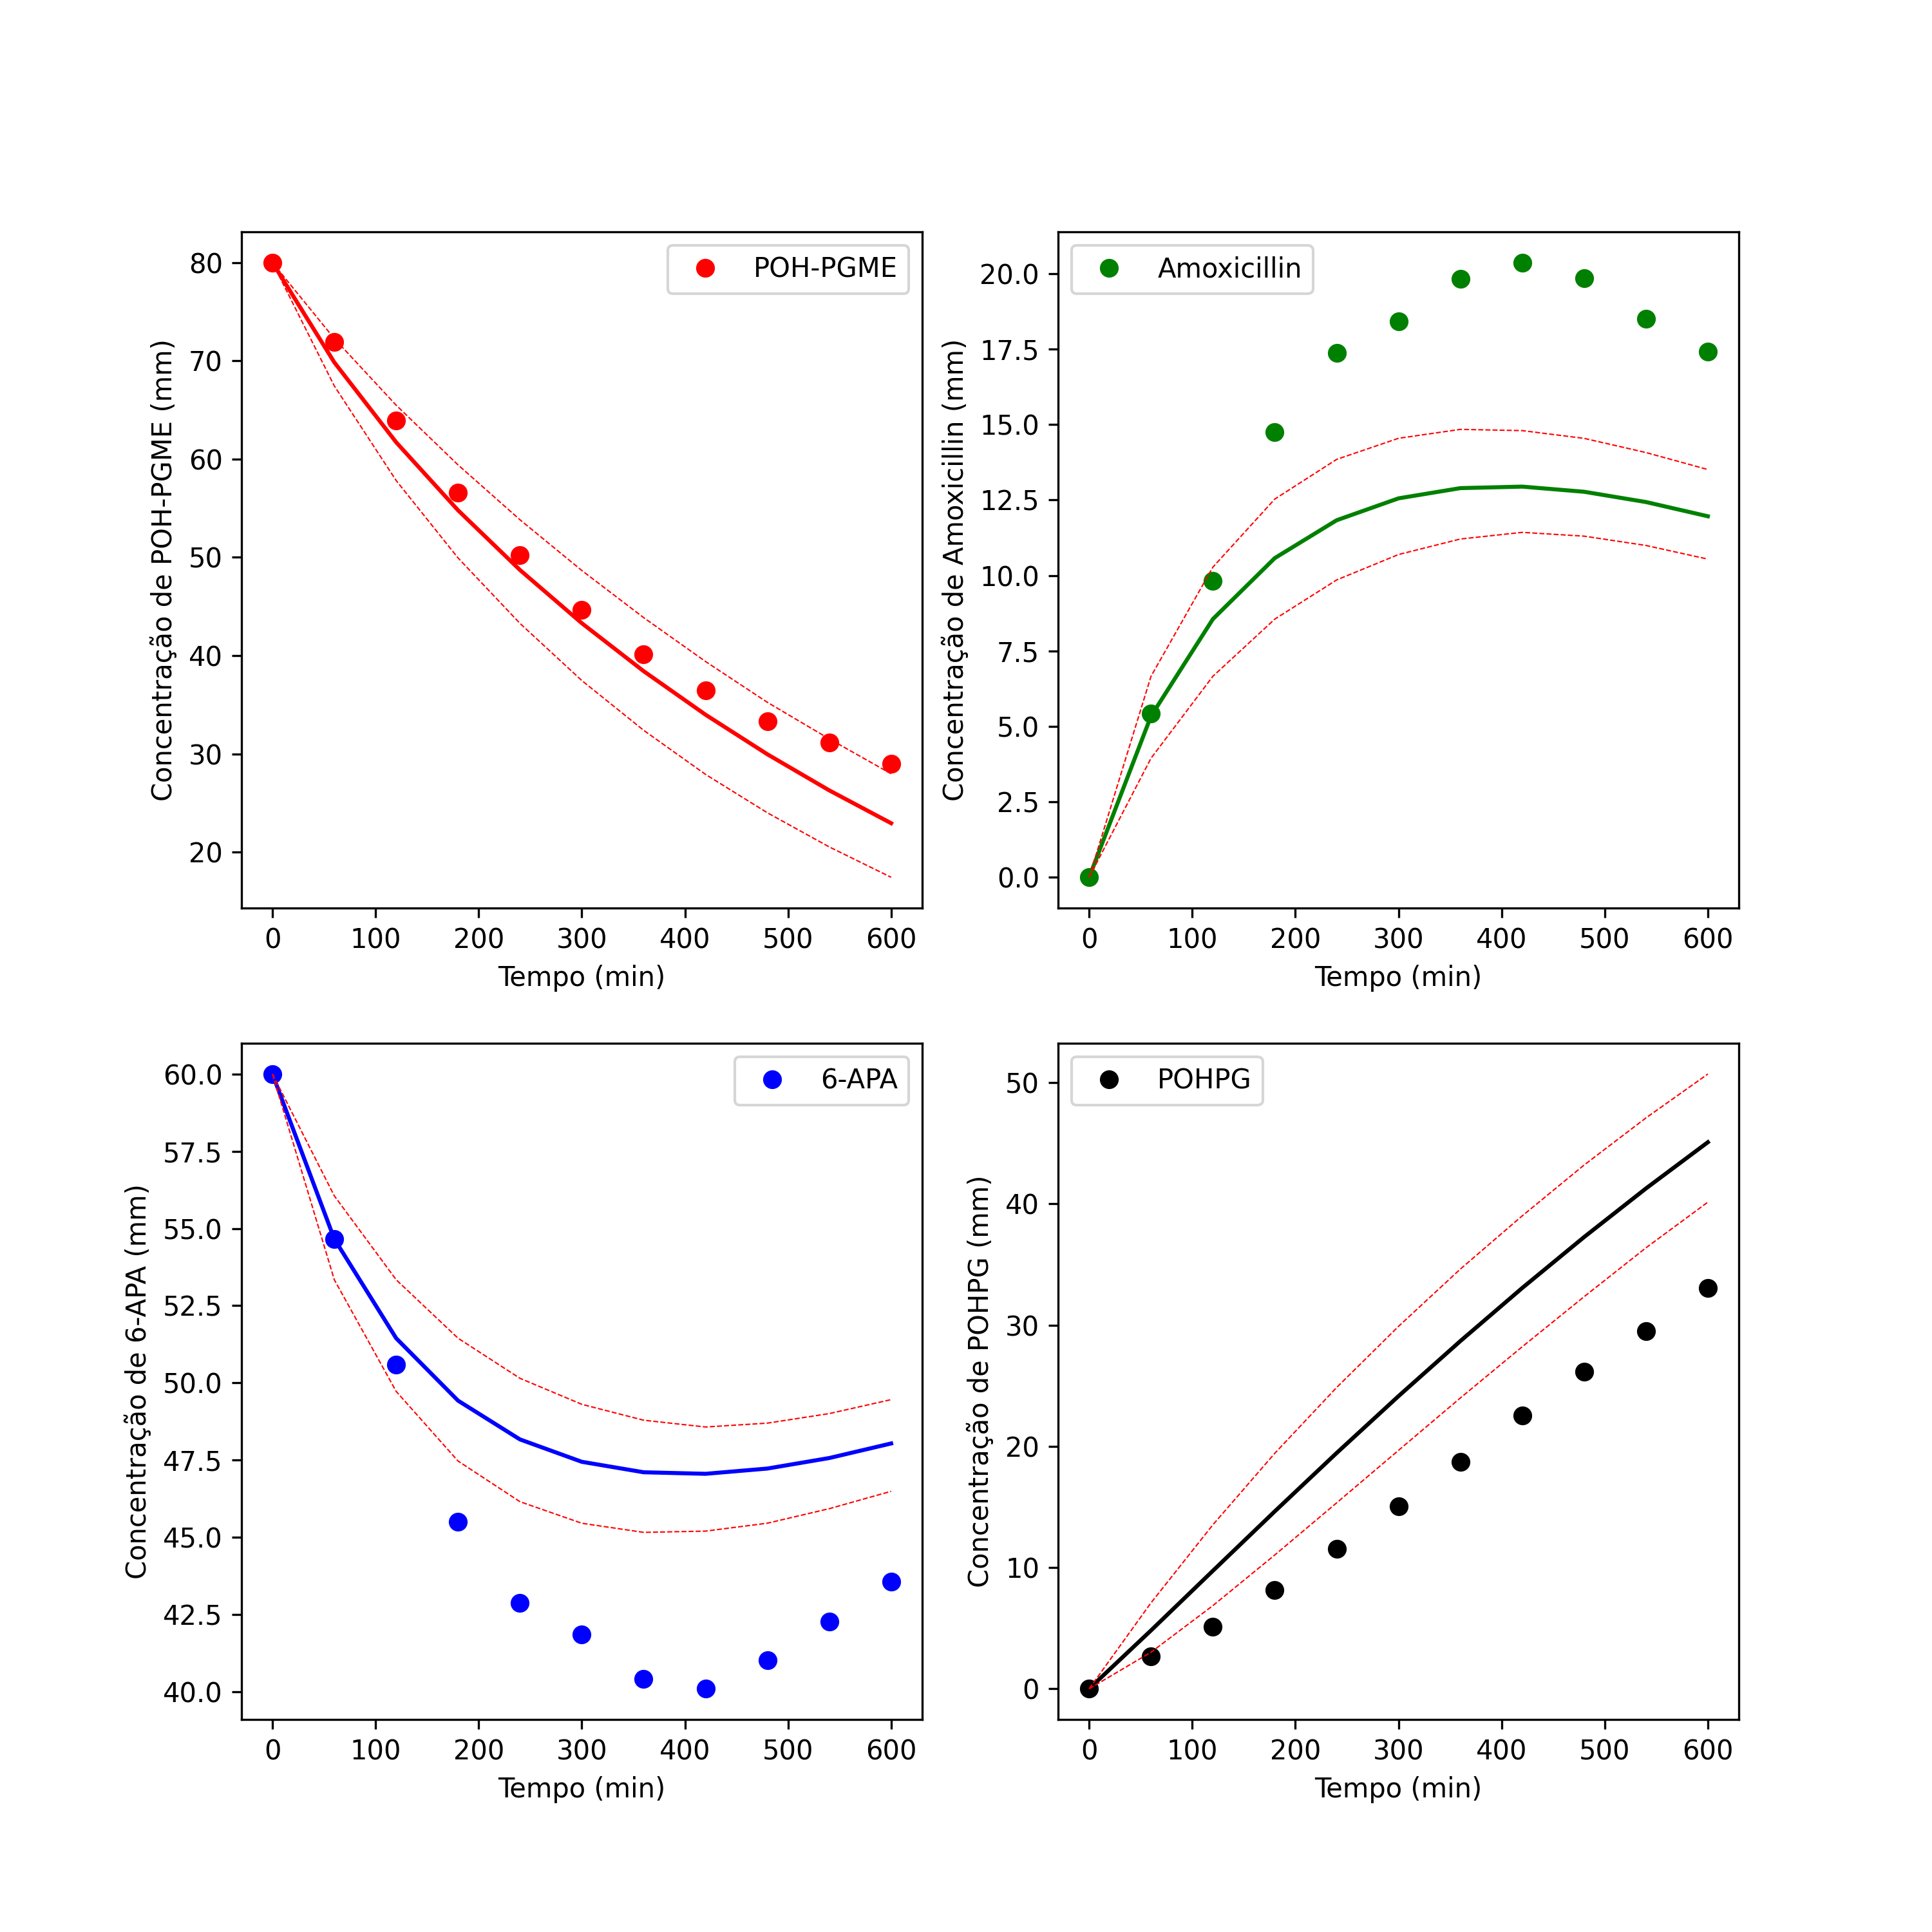 POH-PGME
Concentração de POH-PGME (mm)
80
70
60
50
40
30
20
0 100 200 300 400 500 600
Tempo (min)
Amoxicillin
Concentração de Amoxicillin (mm)
20.0
17.5
15.0
12.5
10.0
7.5
5.0
2.5
0.0
0 100 200 300 400 500 600
Tempo (min)
6-APA
Concentração de 6-APA (mm)
60.0
57.5
55.0
52.5
50.0
47.5
45.0
42.5
40.0
0 100 200 300 400 500 600
Tempo (min)
POHPG
Concentração de POHPG (mm)
50
40
30
20
10
0
0 100 200 300 400 500 600
Tempo (min)